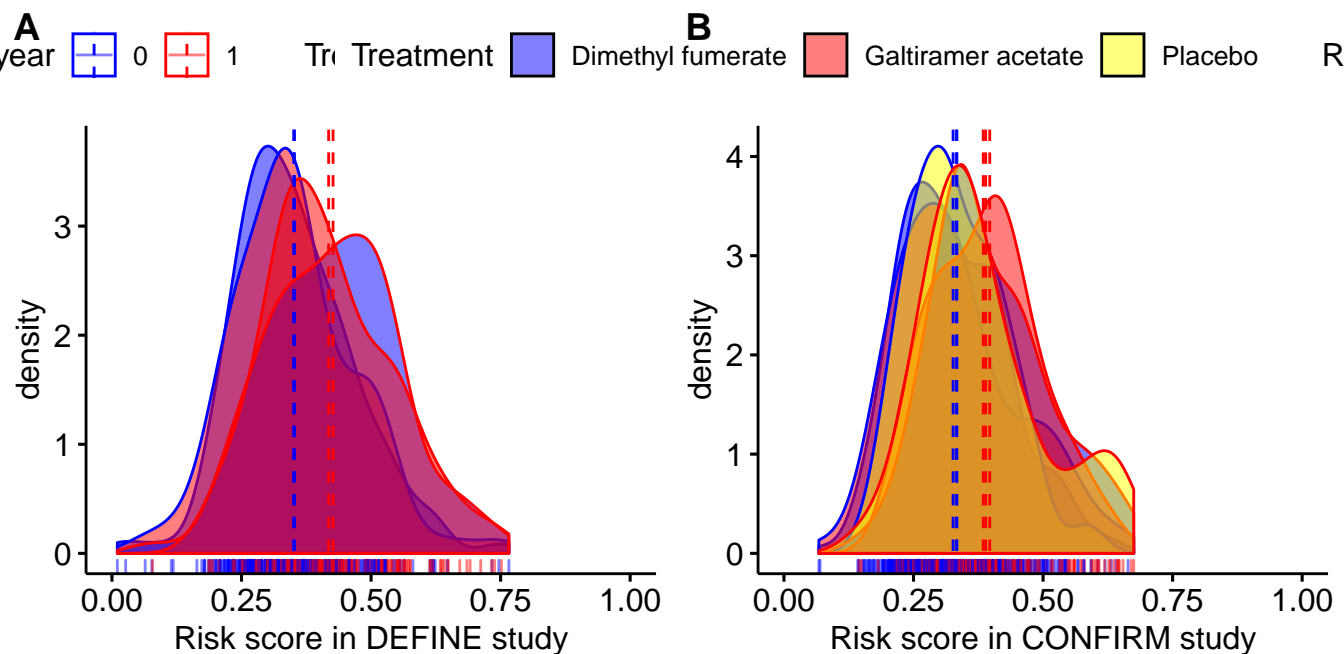 A
B
year 0 1 Tr Treatment Dimethyl fumerate Galtiramer acetate Placebo R
density
3
2
1
0
0.00 0.25 0.50 0.75 1.00
Risk score in DEFINE study
density
4
3
2
1
0
0.00 0.25 0.50 0.75 1.00
Risk score in CONFIRM study